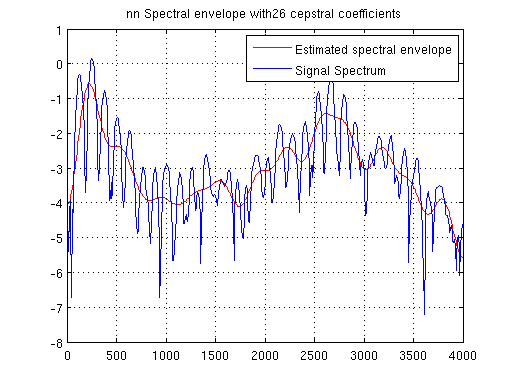 nn Spectral envelope with26 cepstral coefficients
Estimated spectral envelope
Signal Spectrum
1
0
-1
-2
-3
-4
-5
-6
-7
-8
0 500 1000 1500 2000 2500 3000 3500 4000